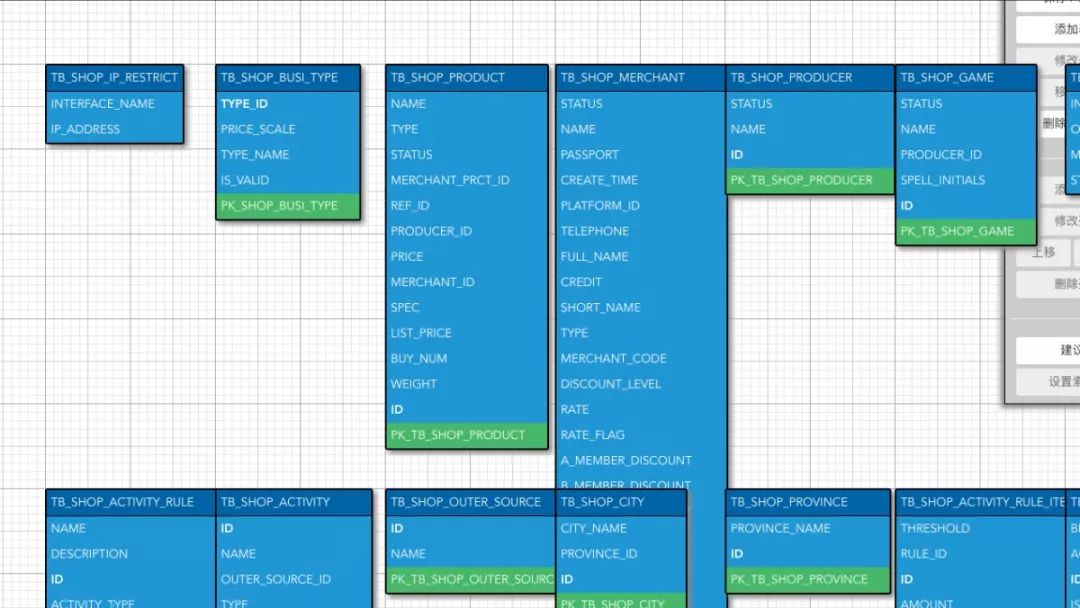 TB_SHOP_IP_RESTRICT
INTERFACE_NAME
IP_ADDRESS
TB_SHOP_BUSI_TYPE
TYPE_ID
PRICE_SCALE
TYPE_NAME
IS_VALID
PK_SHOP_BUSI_TYPE
TB_SHOP_PRODUCT
NAME
TYPE
STATUS
MERCHANT_PRCT_ID
REF_ID
PRODUCER_ID
PRICE
MERCHANT_ID
SPEC
LIST_PRICE
BUY_NUM
WEIGHT
ID
PK_TB_SHOP_PRODUCT
TB_SHOP_MERCHANT
STATUS
NAME
PASSPORT
CREATE_TIME
PLATFORM_ID
TELEPHONE
FULL_NAME
CREDIT
SHORT_NAME
TYPE
MERCHANT_CODE
DISCOUNT_LEVEL
RATE
RATE_FLAG
A_MEMBER_DISCOUNT
B_MEMBER_DISCOUNT
TB_SHOP_PRODUCER
STATUS
NAME
ID
PK_TB_SHOP_PRODUCER
TB_SHOP_GAME
STATUS
NAME
PRODUCER_ID
SPELL_INITIALS
ID
PK_TB_SHOP_GAME
添加
修改
移
删除
添
修改
上移
删除
建议
设置索
TB_SHOP_ACTIVITY_RULE
NAME
DESCRIPTION
ID
ACTIVITY_TYPE
TB_SHOP_ACTIVITY
ID
NAME
OUTER_SOURCE_ID
TYPE
TB_SHOP_OUTER_SOURCE
ID
NAME
PK_TB_SHOP_OUTER_SOURC
TB_SHOP_CITY
CITY_NAME
PROVINCE_ID
ID
PK_TB_SHOP_CITY
TB_SHOP_PROVINCE
PROVINCE_NAME
ID
PK_TB_SHOP_PROVINCE
TB_SHOP_ACTIVITY_RULE_ITE
THRESHOLD
RULE_ID
ID
AMOUNT